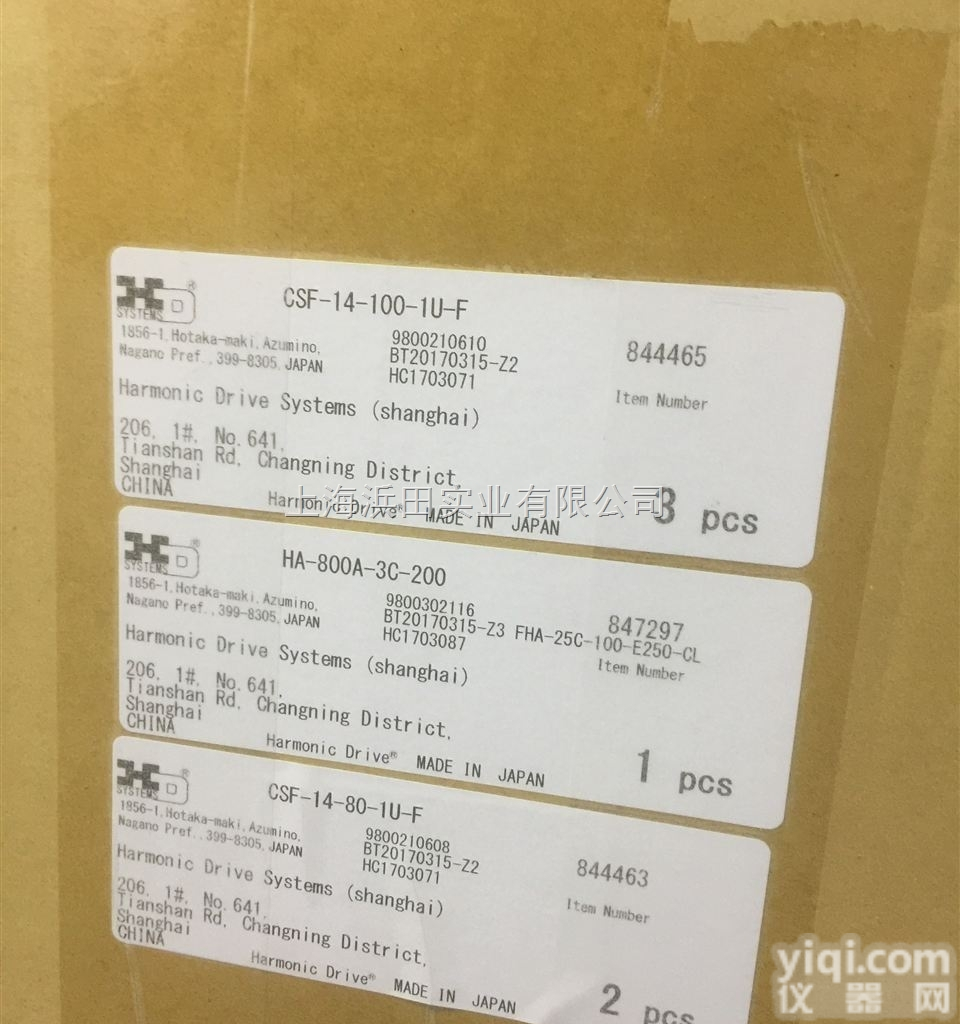 HD SYSTEMS ®
CSF-14-100-1U-F
1856-1, Hotaka-maki, Azumino,
Nagano Pref., 399-8305, JAPAN
9800210610
BT20170315-Z2
HC1703071
844465
Item Number
Harmonic Drive Systems (shanghai)
206, 1#, No.641,
Tianshan Rd, Changning District,
Shanghai
CHINA
Harmonic Drive® MADE IN JAPAN
3 pcs
上海浜田实业有限公司
HD SYSTEMS ®
HA-800A-3C-200
1856-1, Hotaka-maki, Azumino,
Nagano Pref., 399-8305, JAPAN
9800302116
BT20170315-Z3 FHA-25C-100-E250-CL
HC1703087
847297
Item Number
Harmonic Drive Systems (shanghai)
206, 1#, No.641,
Tianshan Rd, Changning District,
Shanghai
CHINA
Harmonic Drive® MADE IN JAPAN
1 pcs
HD SYSTEMS ®
CSF-14-80-1U-F
1856-1, Hotaka-maki, Azumino,
Nagano Pref., 399-8305, JAPAN
9800210608
BT20170315-Z2
HC1703071
844463
Item Number
Harmonic Drive Systems (shanghai)
206, 1#, No.641,
Tianshan Rd, Changning District,
Shanghai
CHINA
Harmonic Drive® MADE IN JAPAN
2 pcs
yiqi.com
仪器网